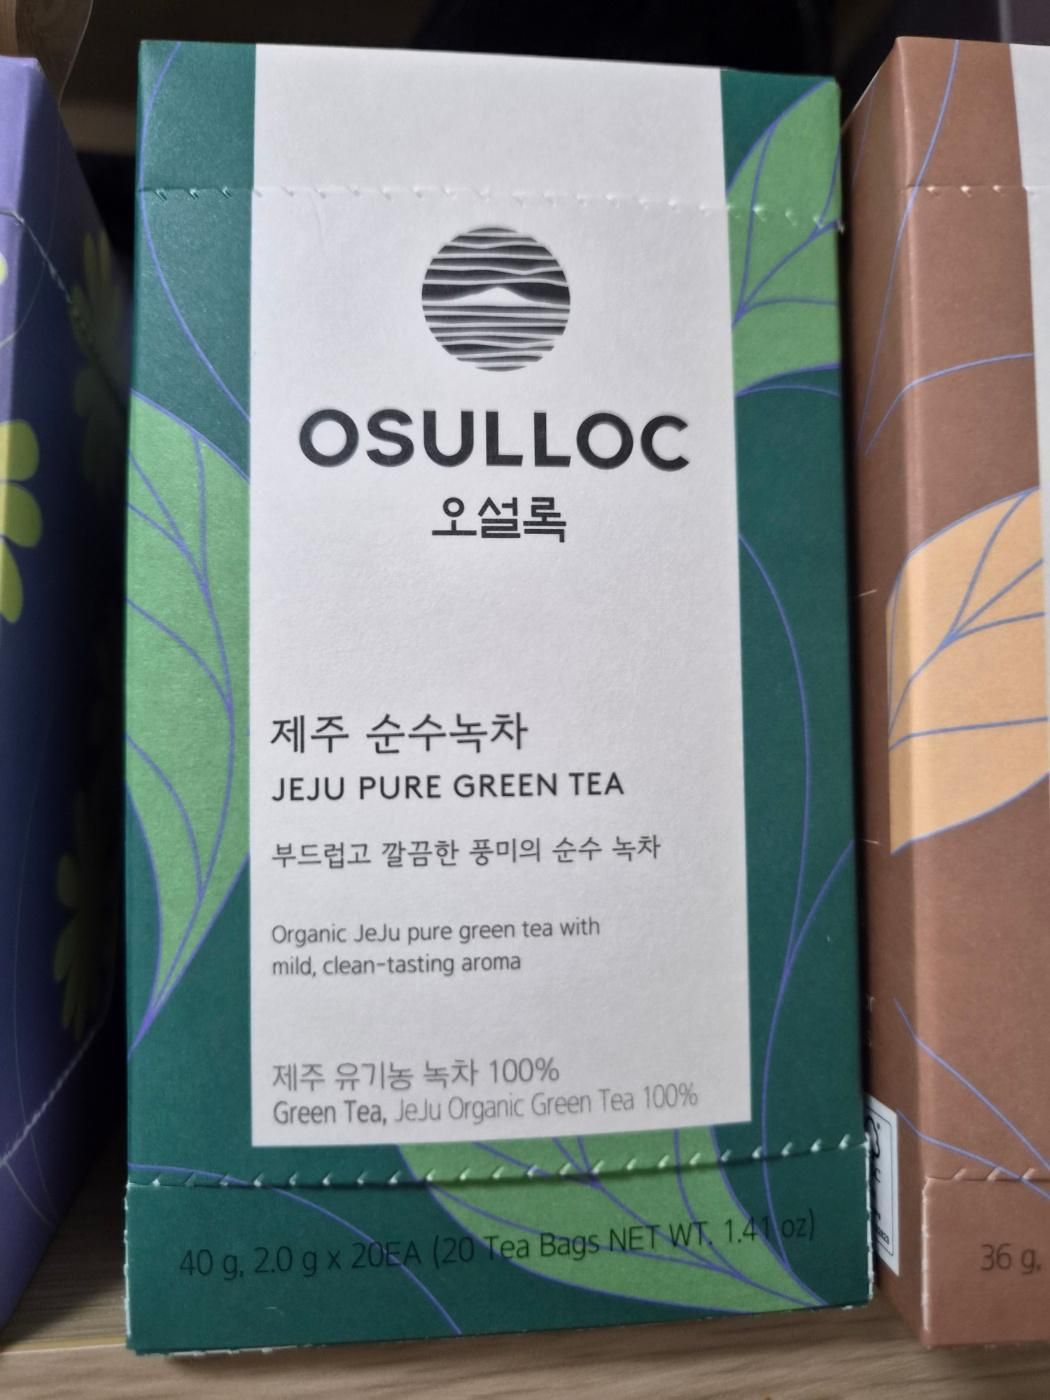 OSULLOC
오설록
제주 순수녹차
JEJU PURE GREEN TEA
부드럽고 깔끔한 풍미의 순수 녹차
Organic JeJu pure green tea with
mild, clean-tasting aroma
제주 유기농 녹차 100%
Green Tea, JeJu Organic Green Tea 100%
40 g, 2.0 g x 20EA (20 Tea Bags NET WT. 1.41 oz)
36 g,